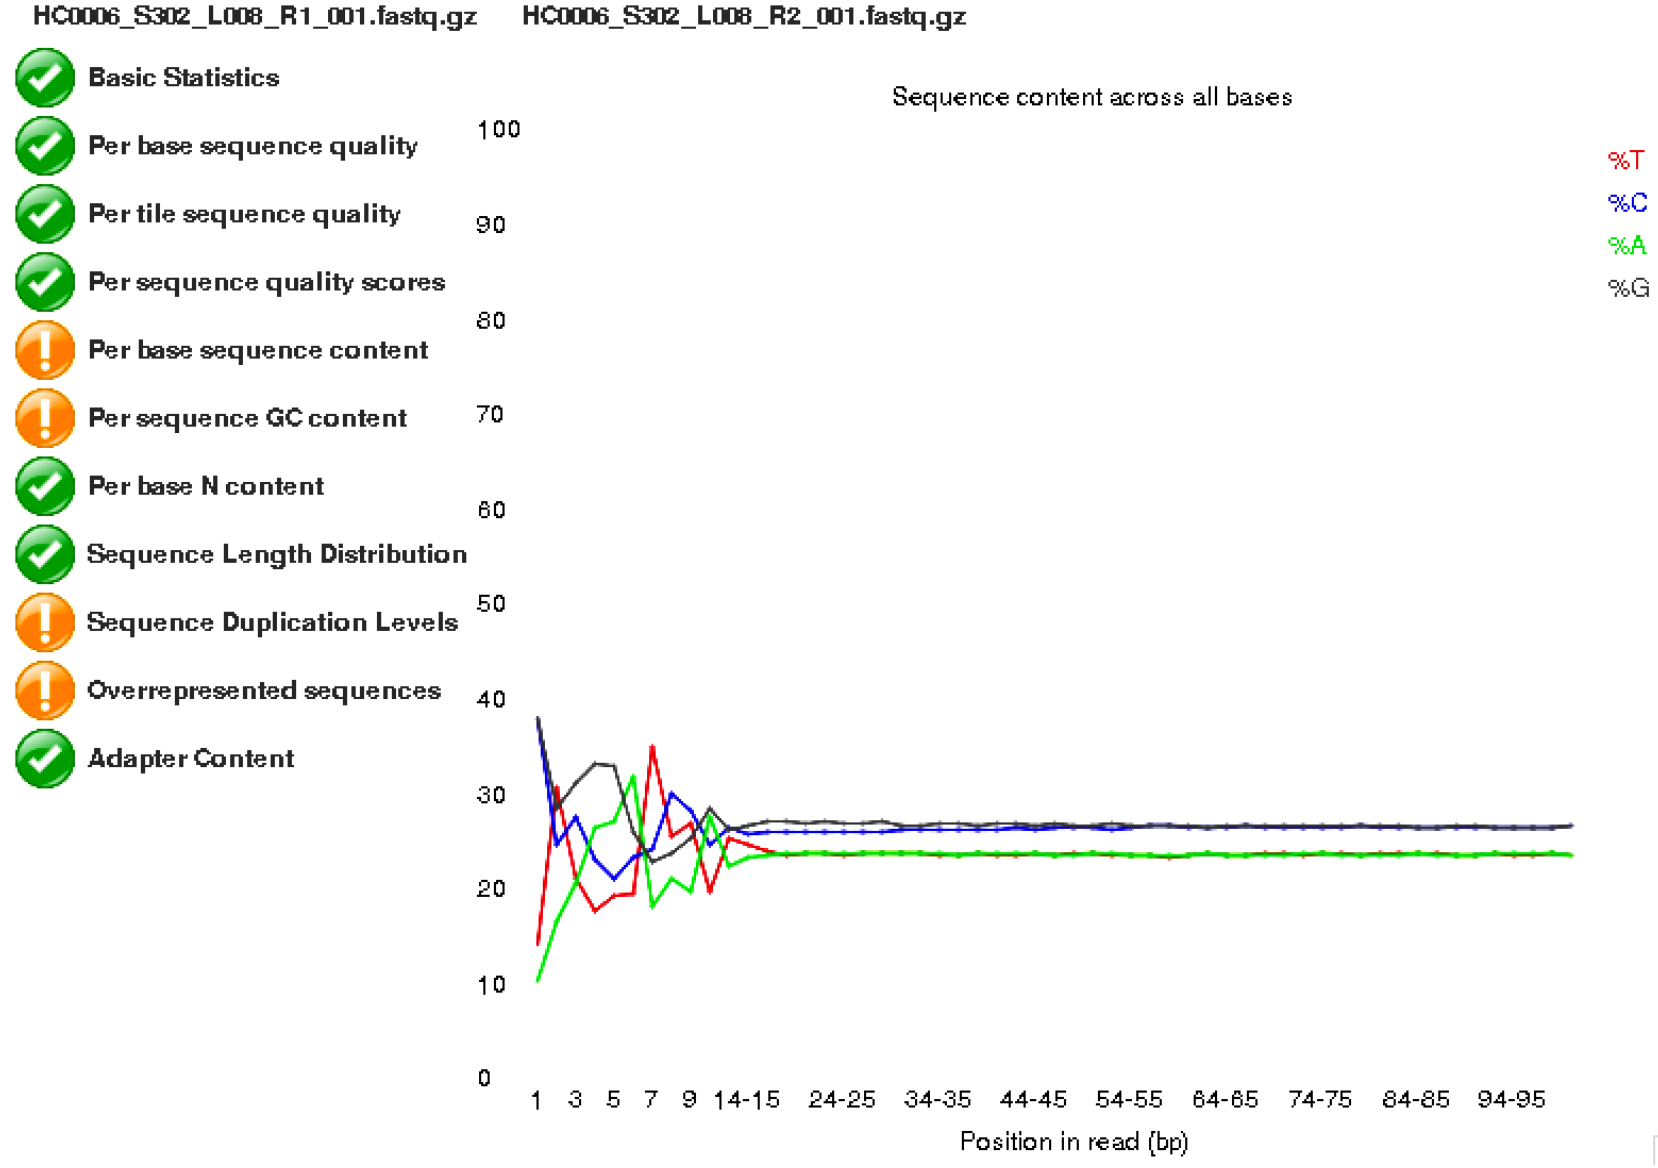 HC0006_S302_L008_R1_001.fastq.gz
HC0006_S302_L008_R2_001.fastq.gz
Basic Statistics
Per base sequence quality
Per tile sequence quality
Per sequence quality scores
Per base sequence content
Per sequence GC content
Per base N content
Sequence Length Distribution
Sequence Duplication Levels
Overrepresented sequences
Adapter Content
Sequence content across all bases
100
90
80
70
60
50
40
30
20
10
0
%T
%C
%A
%G
1 3 5 7 9 14-15 24-25 34-35 44-45 54-55 64-65 74-75 84-85 94-95
Position in read (bp)